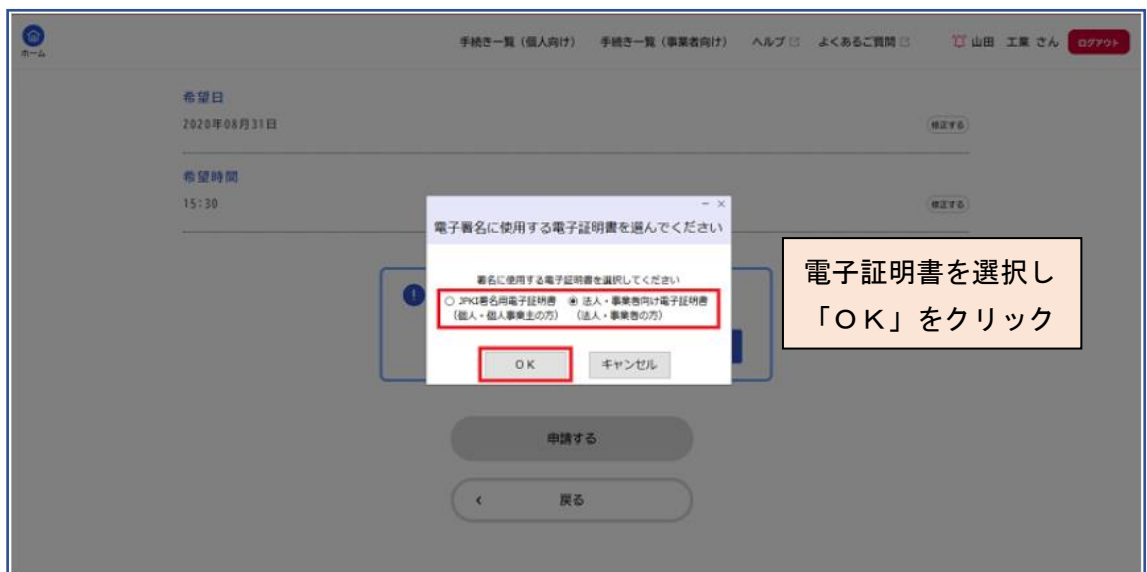 ホーム
手続き一覧（個人向け） 手続き一覧（事業者向け） ヘルプ よくあるご質問 山田 工業 さん ログアウト
希望日
2020年08月31日
修正する
希望時間
15:30
修正する
電子署名に使用する電子証明書を選んでください
署名に使用する電子証明書を選択してください
JPKI署名用電子証明書 法人・事業者向け電子証明書
（個人・個人事業主の方） （法人・事業者の方）
OK キャンセル
電子証明書を選択し
「ＯＫ」をクリック
申請する
戻る